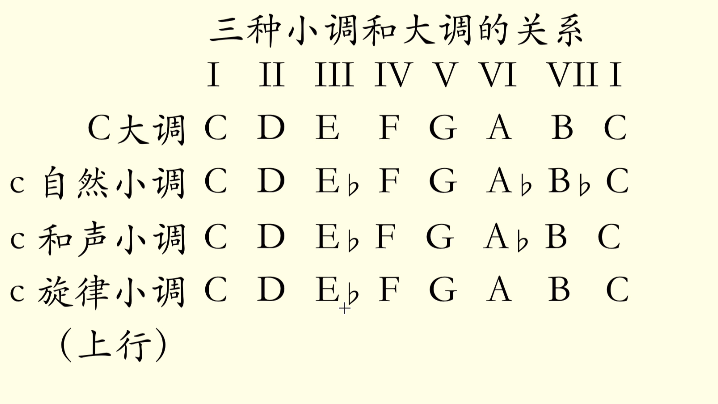 三种小调和大调的关系
I II III IV V VI VII I
C大调 C D E F G A B C
c 自然小调 C D E♭ F G A♭ B♭ C
c 和声小调 C D E♭ F G A♭ B C
c 旋律小调 C D E♭ F G A B C
（上行）